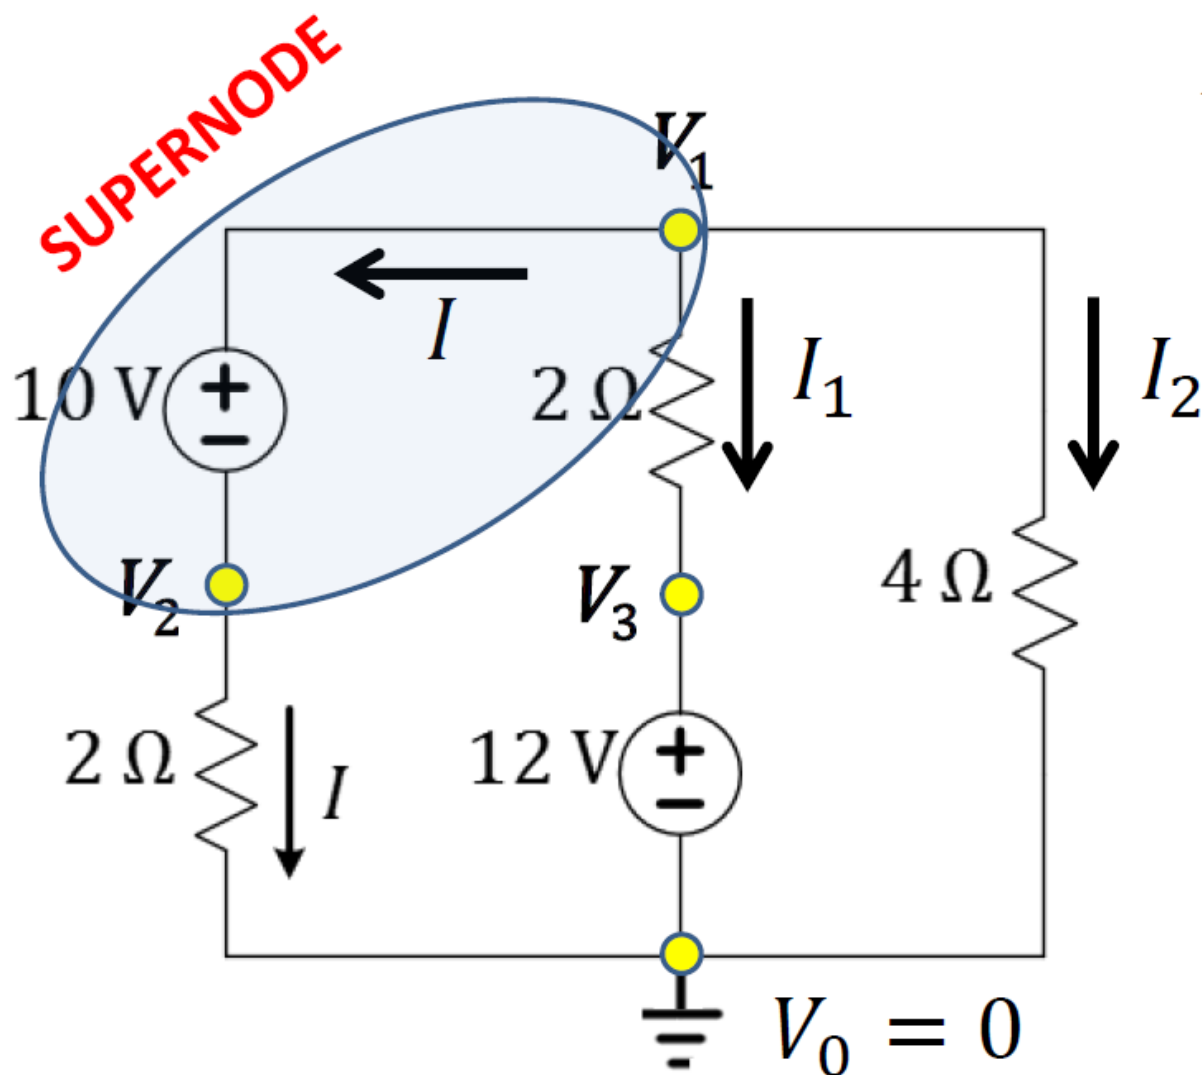 SUPERNODE
V₁
I
10 V
2 Ω
I₁
I₂
V₂
V₃
4 Ω
2 Ω
I
12 V
V₀ = 0